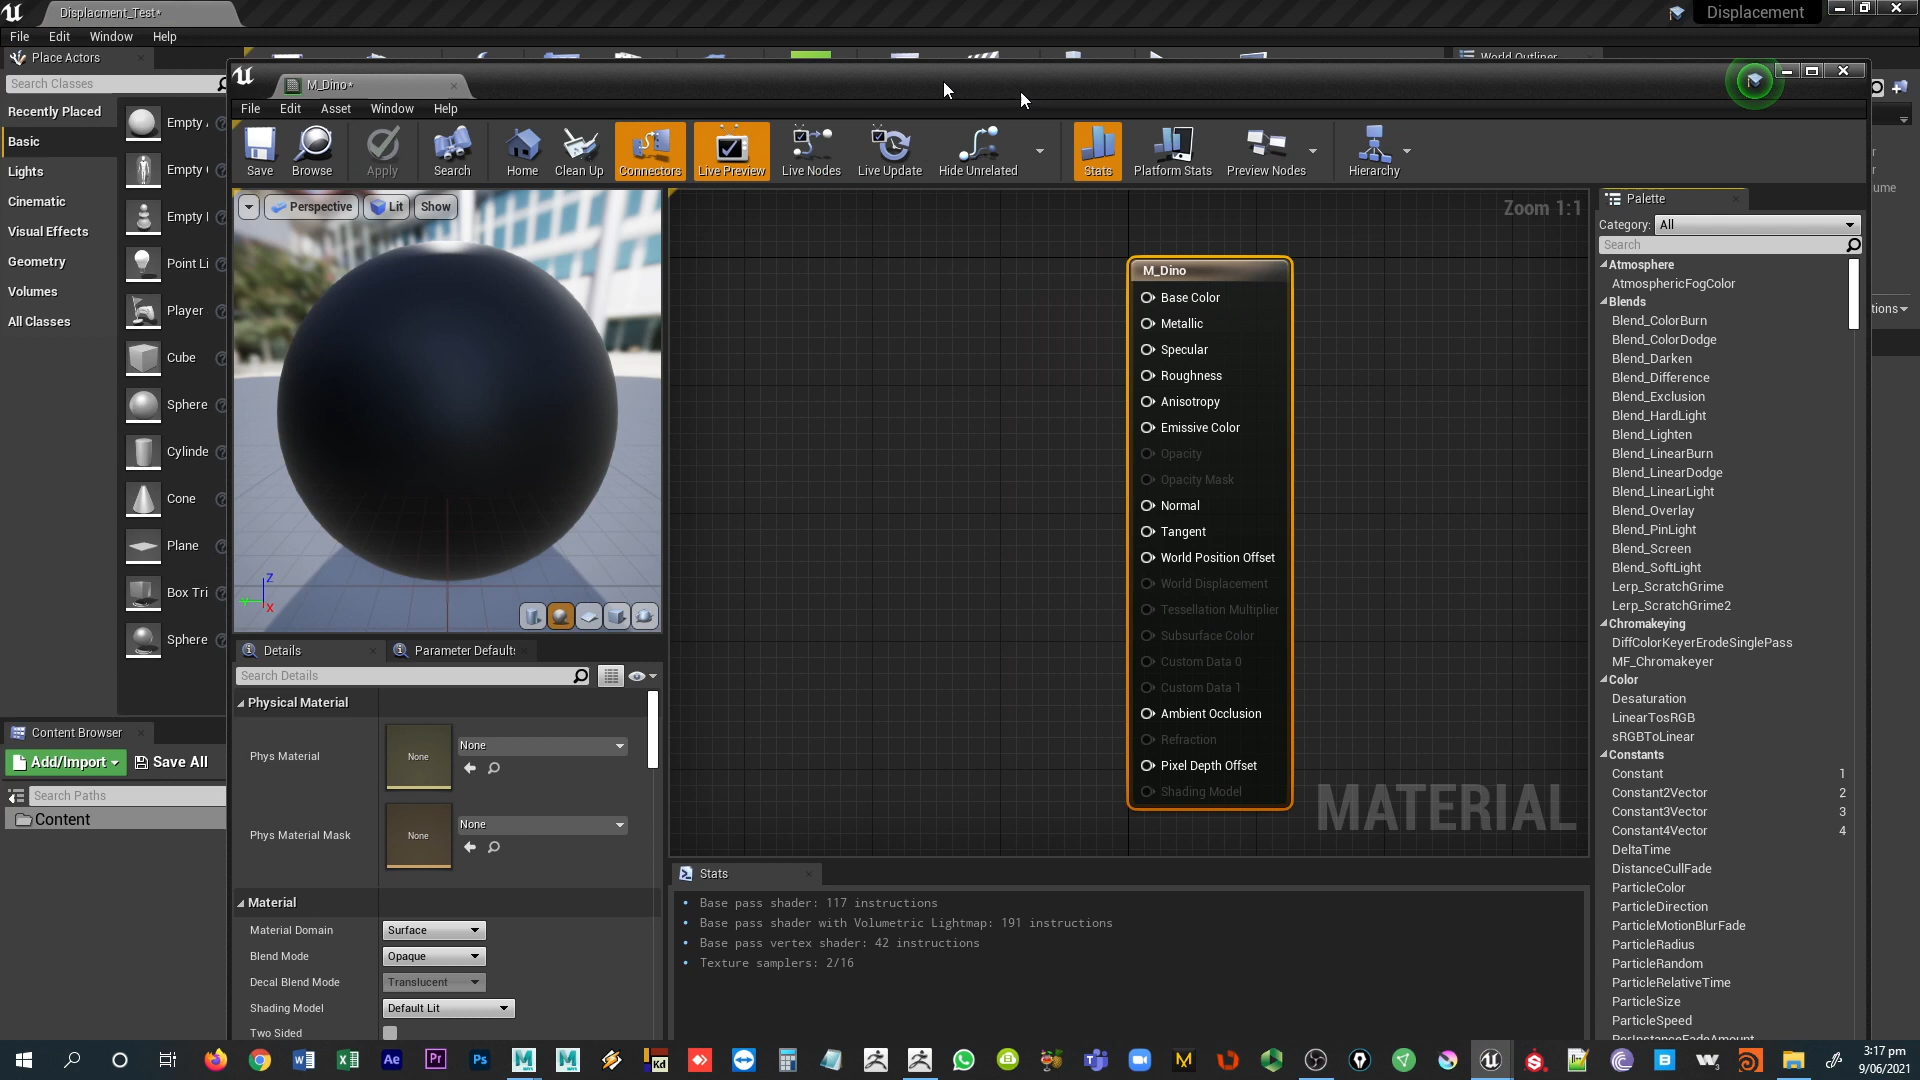 Displacment_Test*
Displacement
File Edit Window Help
Place Actors
World Outliner
Search Classes
M_Dino*
File Edit Asset Window Help
Recently Placed
Basic
Lights
Cinematic
Visual Effects
Geometry
Volumes
All Classes
Empty
Empty
Empty
Point Li
Player
Cube
Sphere
Cylinde
Cone
Plane
Box Tri
Sphere
Save
Browse
Apply
Search
Home
Clean Up
Connectors
Live Preview
Live Nodes
Live Update
Hide Unrelated
Stats
Platform Stats
Preview Nodes
Hierarchy
Perspective
Lit
Show
Z
X
Zoom 1:1
M_Dino
Base Color
Metallic
Specular
Roughness
Anisotropy
Emissive Color
Opacity
Opacity Mask
Normal
Tangent
World Position Offset
World Displacement
Tessellation Multiplier
Subsurface Color
Custom Data 0
Custom Data 1
Ambient Occlusion
Refraction
Pixel Depth Offset
Shading Model
MATERIAL
Palette
Category: All
Search
Atmosphere
AtmosphericFogColor
Blends
Blend_ColorBurn
Blend_ColorDodge
Blend_Darken
Blend_Difference
Blend_Exclusion
Blend_HardLight
Blend_Lighten
Blend_LinearBurn
Blend_LinearDodge
Blend_LinearLight
Blend_Overlay
Blend_PinLight
Blend_Screen
Blend_SoftLight
Lerp_ScratchGrime
Lerp_ScratchGrime2
Chromakeying
DiffColorKeyerErodeSinglePass
MF_Chromakeyer
Color
Desaturation
LinearTosRGB
sRGBToLinear
Constants
Constant 1
Constant2Vector 2
Constant3Vector 3
Constant4Vector 4
DeltaTime
DistanceCullFade
ParticleColor
ParticleDirection
ParticleMotionBlurFade
ParticleRadius
ParticleRandom
ParticleRelativeTime
ParticleSize
ParticleSpeed
PerInstanceFadeAmount
ume
tions
Details
Parameter Default
Search Details
Physical Material
Phys Material
None
None
Phys Material Mask
None
None
Material
Material Domain Surface
Blend Mode Opaque
Decal Blend Mode Translucent
Shading Model Default Lit
Two Sided
Content Browser
Add/Import
Save All
Search Paths
Content
Stats
Base pass shader: 117 instructions
Base pass shader with Volumetric Lightmap: 191 instructions
Base pass vertex shader: 42 instructions
Texture samplers: 2/16
Ae
Pr
Ps
Kd
3:17 pm
9/06/2021